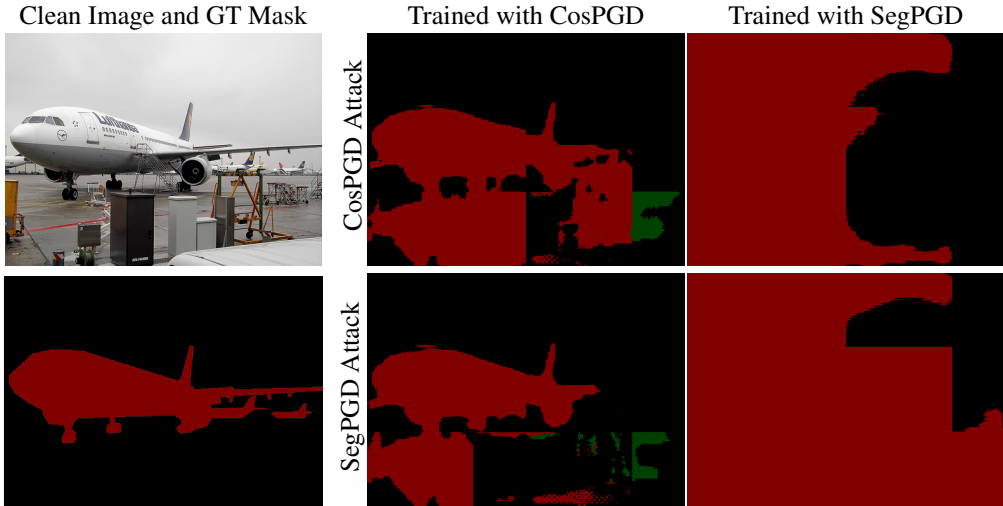 Clean Image and GT Mask
Trained with CosPGD
Trained with SegPGD
CosPGD Attack
Lufthansa
SegPGD Attack